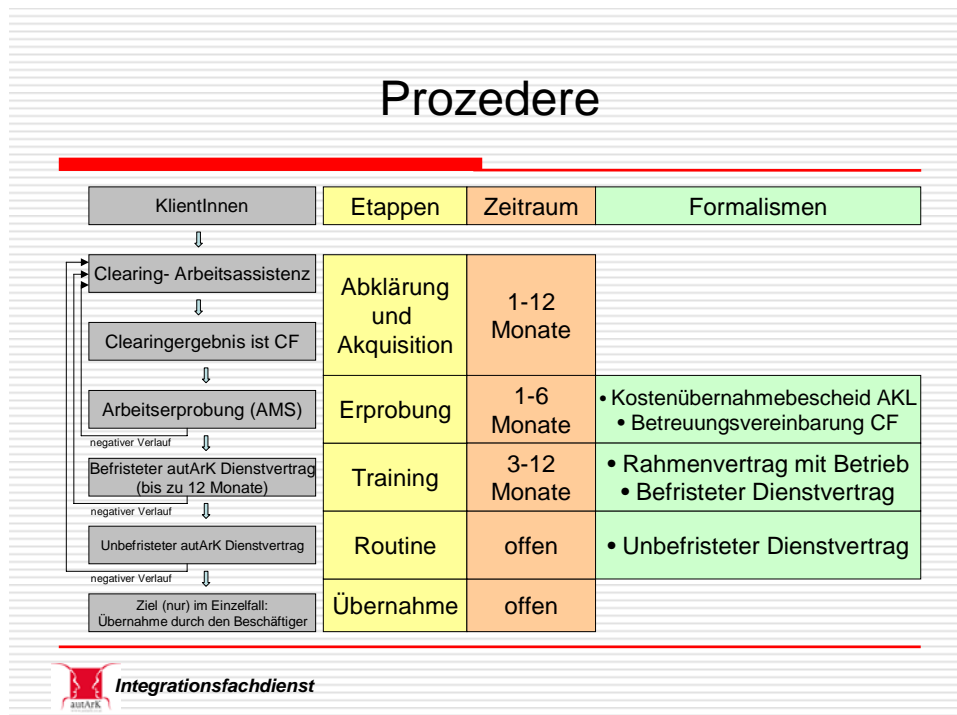 Prozedere
KlientInnen
Etappen
Zeitraum
Formalismen
Clearing- Arbeitsassistenz
Clearingergebnis ist CF
Abklärung
und
Akquisition
1-12
Monate
Arbeitserprobung (AMS)
negativer Verlauf
Erprobung
1-6
Monate
• Kostenübernahmebescheid AKL
• Betreuungsvereinbarung CF
Befristeter autArK Dienstvertrag
(bis zu 12 Monate)
negativer Verlauf
Training
3-12
Monate
• Rahmenvertrag mit Betrieb
• Befristeter Dienstvertrag
Unbefristeter autArK Dienstvertrag
negativer Verlauf
Routine
offen
• Unbefristeter Dienstvertrag
Ziel (nur) im Einzelfall:
Übernahme durch den Beschäftiger
Übernahme
offen
autArK
Integrationsfachdienst